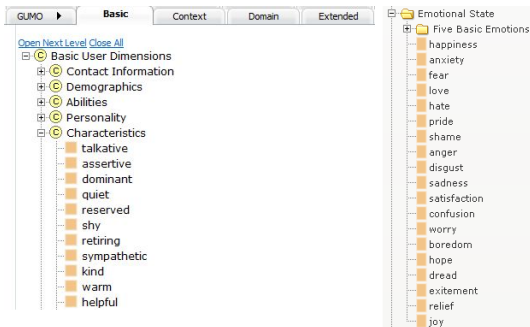 GUMO
Basic
Context
Domain
Extended
Open Next Level Close All
Basic User Dimensions
Contact Information
Demographics
Abilities
Personality
Characteristics
talkative
assertive
dominant
quiet
reserved
shy
retiring
sympathetic
kind
warm
helpful
Emotional State
Five Basic Emotions
happiness
anxiety
fear
love
hate
pride
shame
anger
disgust
sadness
satisfaction
confusion
worry
boredom
hope
dread
exitement
relief
joy